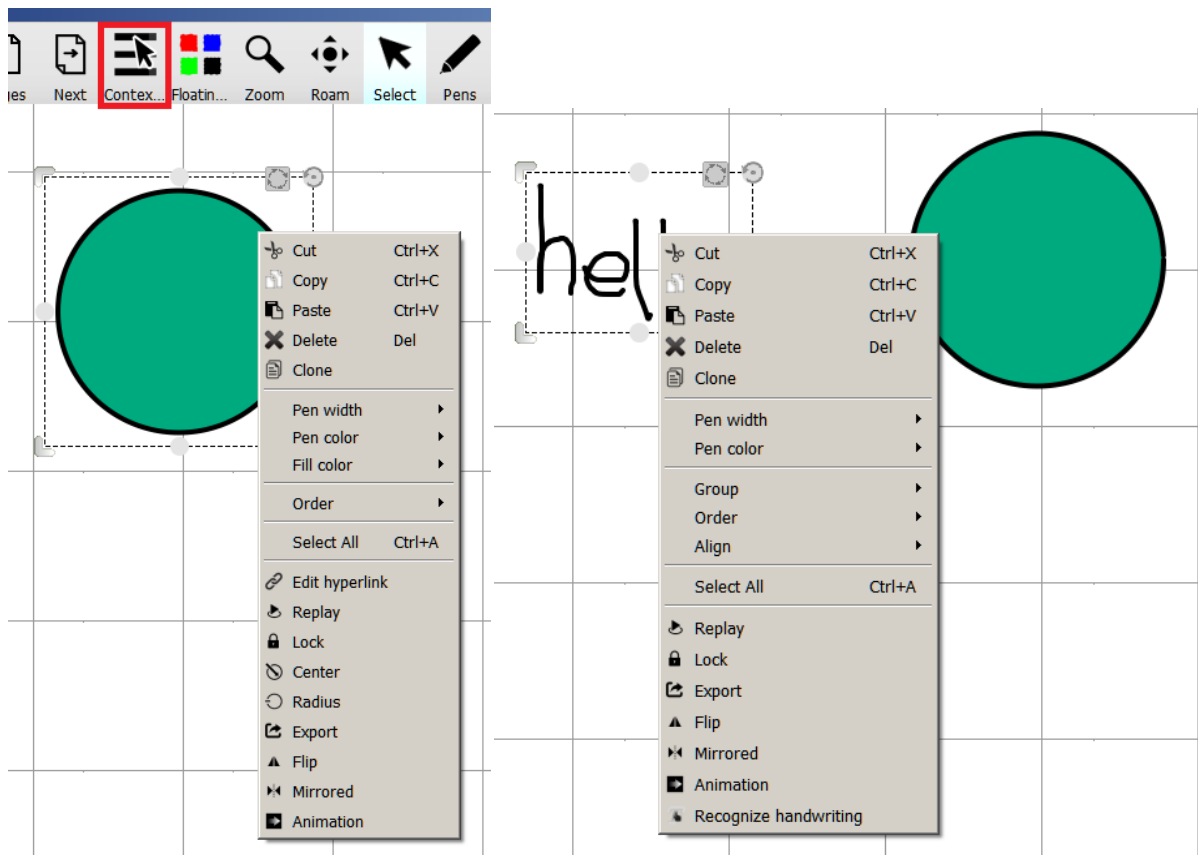 ges Next Contex... Floatin... Zoom Roam Select Pens
Cut Ctrl+X
Copy Ctrl+C
Paste Ctrl+V
Delete Del
Clone
Pen width
Pen color
Fill color
Order
Select All Ctrl+A
Edit hyperlink
Replay
Lock
Center
Radius
Export
Flip
Mirrored
Animation
hell
Cut Ctrl+X
Copy Ctrl+C
Paste Ctrl+V
Delete Del
Clone
Pen width
Pen color
Group
Order
Align
Select All Ctrl+A
Replay
Lock
Export
Flip
Mirrored
Animation
Recognize handwriting